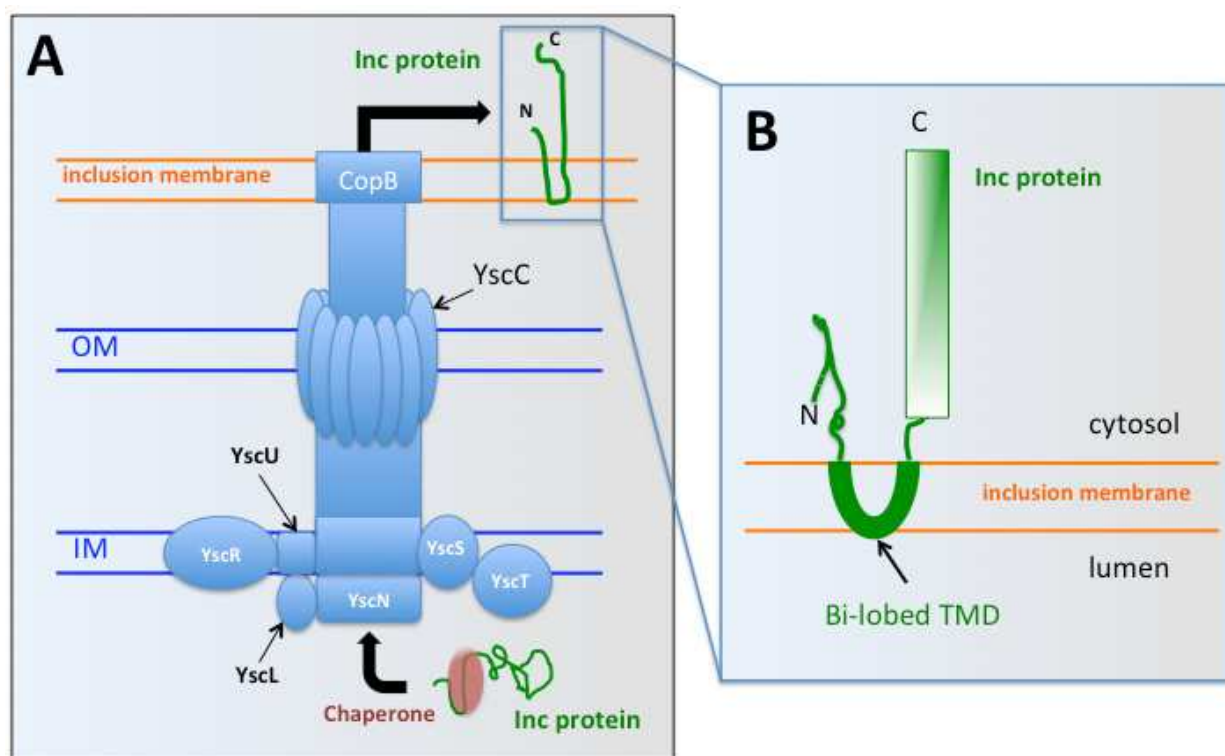 A
C
Inc protein
N
inclusion membrane
CopB
YscC
OM
YscU
IM
YscR
YscS
YscT
YscN
YscL
Chaperone
Inc protein
B
C
Inc protein
N
cytosol
inclusion membrane
lumen
Bi-lobed TMD